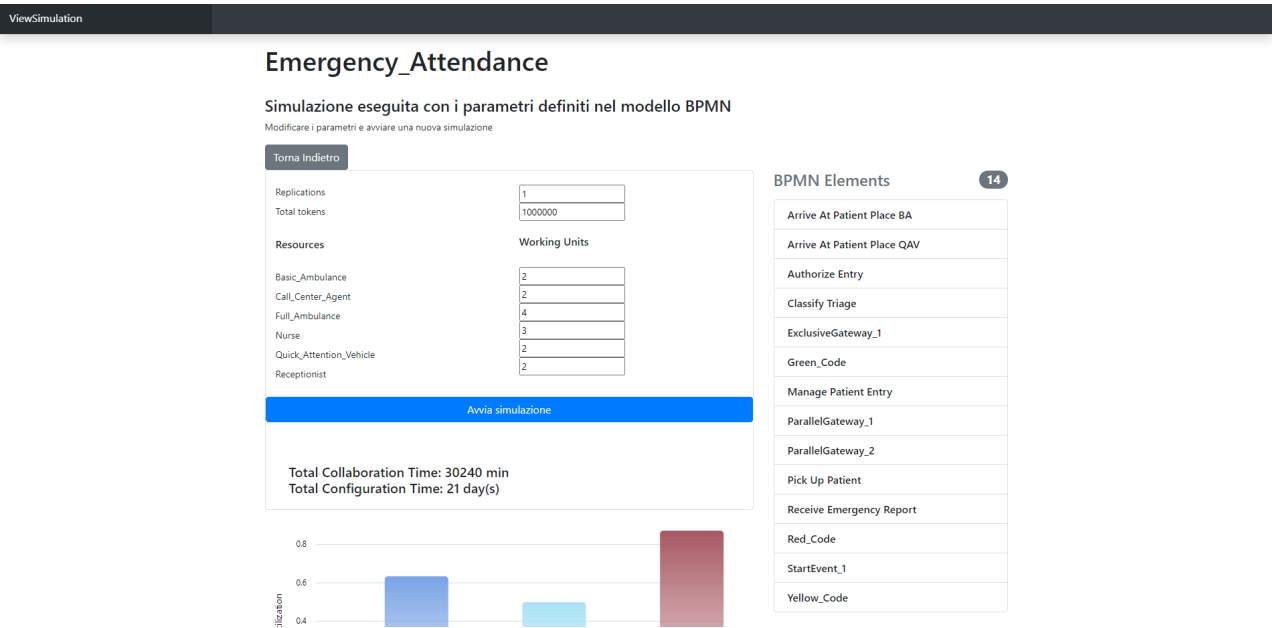 ViewSimulation
Emergency_Attendance
Simulazione eseguita con i parametri definiti nel modello BPMN
Modificare i parametri e avviare una nuova simulazione
Torna Indietro
Replications 1
Total tokens 1000000
Resources Working Units
Basic_Ambulance 2
Call_Center_Agent 2
Full_Ambulance 4
Nurse 3
Quick_Attention_Vehicle 2
Receptionist 2
Avvia simulazione
Total Collaboration Time: 30240 min
Total Configuration Time: 21 day(s)
0.8
0.6
0.4
BPMN Elements 14
Arrive At Patient Place BA
Arrive At Patient Place QAV
Authorize Entry
Classify Triage
ExclusiveGateway_1
Green_Code
Manage Patient Entry
ParallelGateway_1
ParallelGateway_2
Pick Up Patient
Receive Emergency Report
Red_Code
StartEvent_1
Yellow_Code